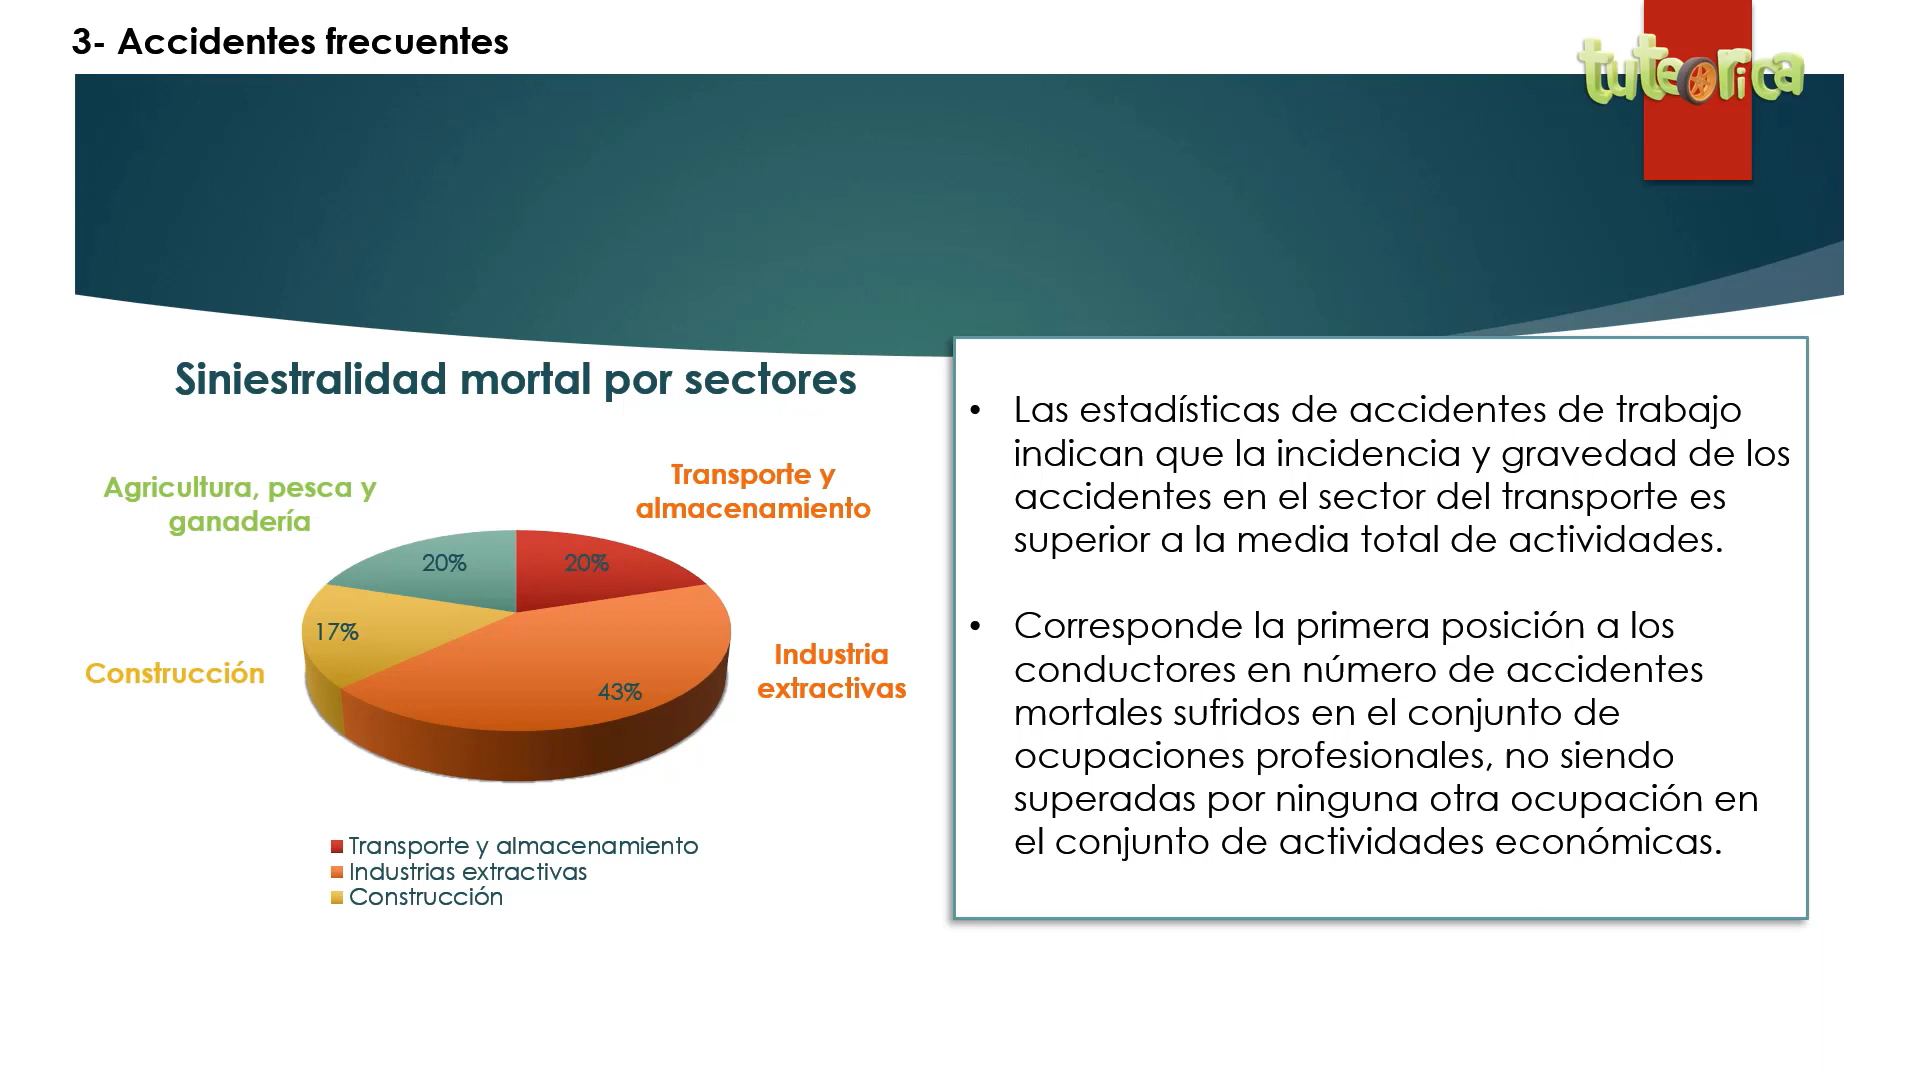 3- Accidentes frecuentes
tuteorica
Siniestralidad mortal por sectores
Agricultura, pesca y
ganadería
Transporte y
almacenamiento
20%
20%
17%
Construcción
Industria
extractivas
43%
Transporte y almacenamiento
Industrias extractivas
Construcción
• Las estadísticas de accidentes de trabajo
indican que la incidencia y gravedad de los
accidentes en el sector del transporte es
superior a la media total de actividades.
• Corresponde la primera posición a los
conductores en número de accidentes
mortales sufridos en el conjunto de
ocupaciones profesionales, no siendo
superadas por ninguna otra ocupación en
el conjunto de actividades económicas.